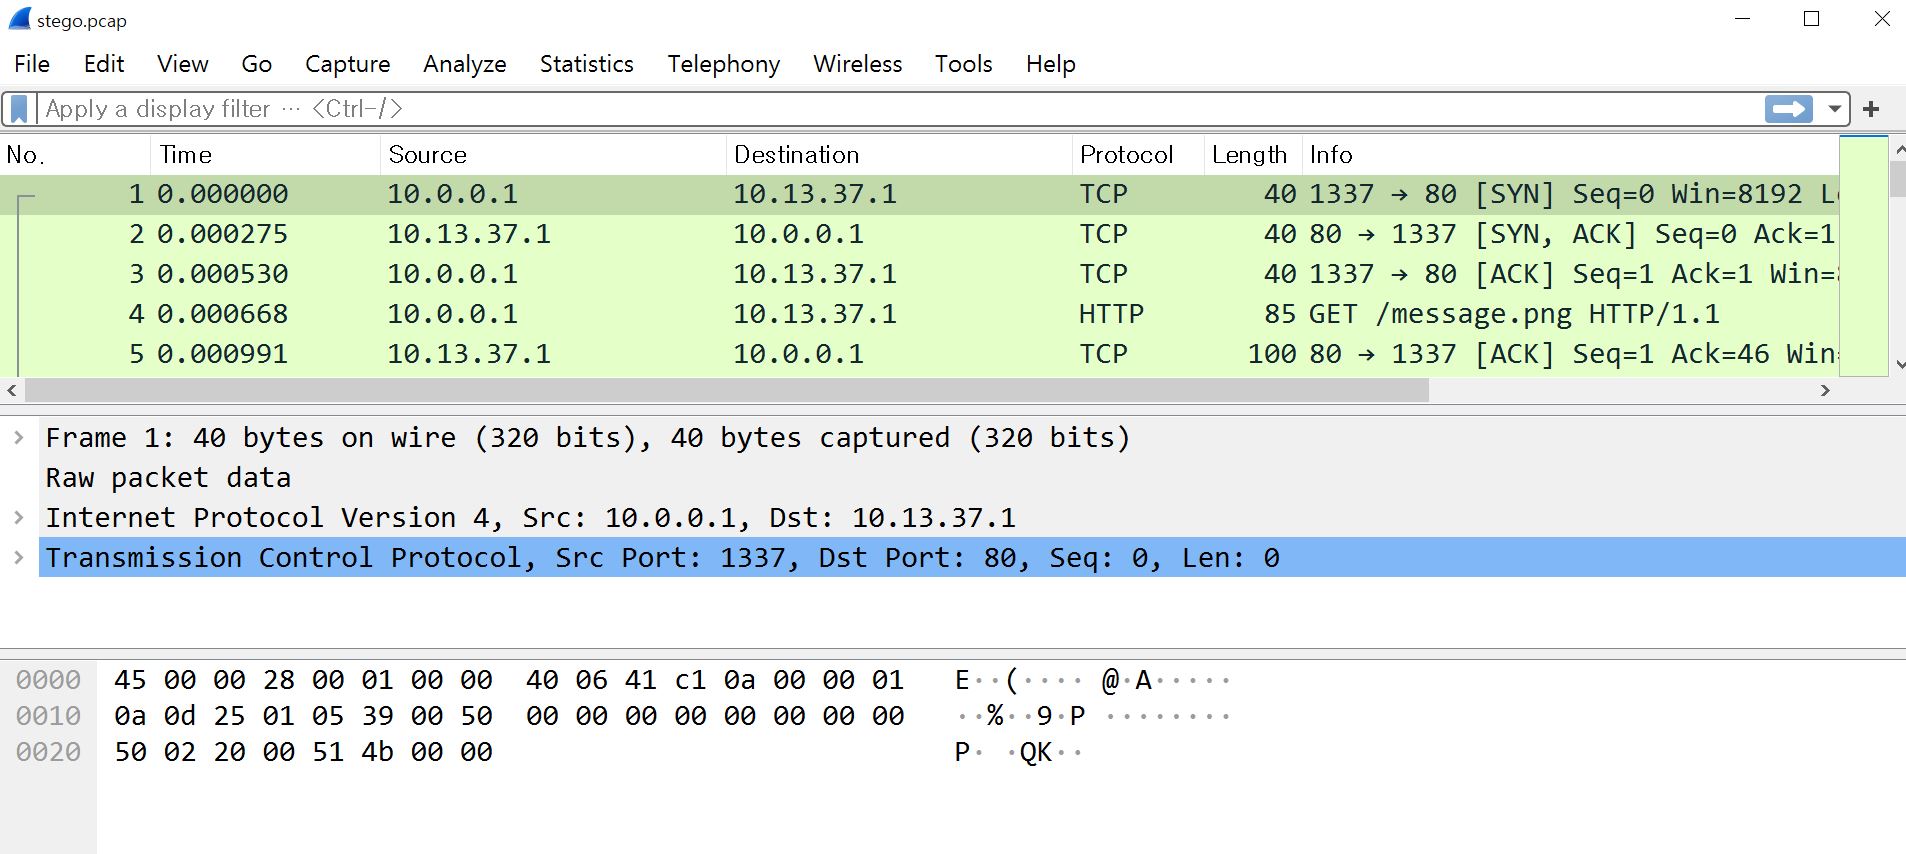 stego.pcap
File Edit View Go Capture Analyze Statistics Telephony Wireless Tools Help
Apply a display filter ··· <Ctrl-/>
No. Time Source Destination Protocol Length Info
1 0.000000 10.0.0.1 10.13.37.1 TCP 40 1337 → 80 [SYN] Seq=0 Win=8192
2 0.000275 10.13.37.1 10.0.0.1 TCP 40 80 → 1337 [SYN, ACK] Seq=0 Ack=1
3 0.000530 10.0.0.1 10.13.37.1 TCP 40 1337 → 80 [ACK] Seq=1 Ack=1 Win=
4 0.000668 10.0.0.1 10.13.37.1 HTTP 85 GET /message.png HTTP/1.1
5 0.000991 10.13.37.1 10.0.0.1 TCP 100 80 → 1337 [ACK] Seq=1 Ack=46 Win=
Frame 1: 40 bytes on wire (320 bits), 40 bytes captured (320 bits)
Raw packet data
Internet Protocol Version 4, Src: 10.0.0.1, Dst: 10.13.37.1
Transmission Control Protocol, Src Port: 1337, Dst Port: 80, Seq: 0, Len: 0
0000 45 00 00 28 00 01 00 00 40 06 41 c1 0a 00 00 01 E··(···· @·A·····
0010 0a 0d 25 01 05 39 00 50 00 00 00 00 00 00 00 00 ··%··9·P ········
0020 50 02 20 00 51 4b 00 00 P· ·QK··